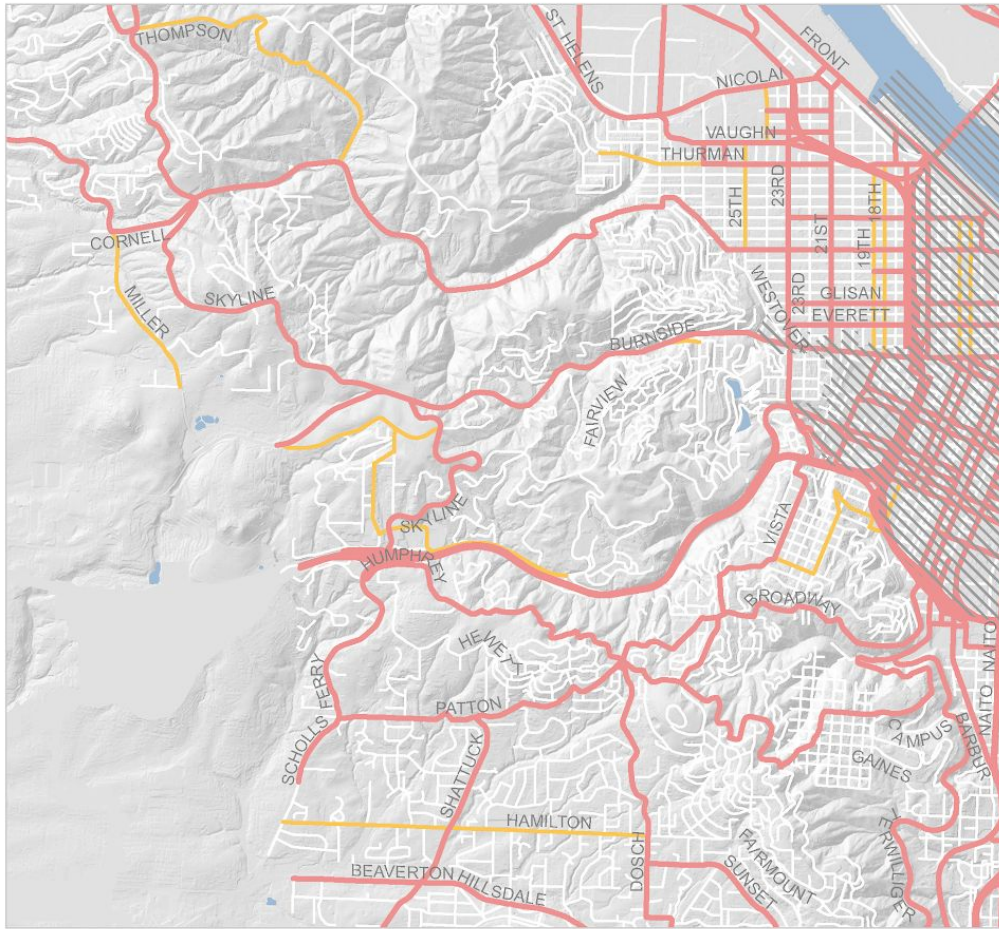 THOMPSON
ST HELENS
FRONT
NICOLAI
VAUGHN
THURMAN
25TH
23RD
18TH
21ST
19TH
CORNELL
SKYLINE
MILLER
WESTOVER
23RD
GLISAN
EVERETT
BURNSIDE
FAIRVIEW
SKYLINE
VISTA
HUMPHREY
BROADWAY
HEWETT
NAITO
NAITO
SCHOLLS FERRY
PATTON
CAMPUS
BARBUR
GAINES
SHATTUCK
HAMILTON
TERWILLIGER
FAIRMOUNT
DOSCH
SUNSET
BEAVERTON HILLSDALE